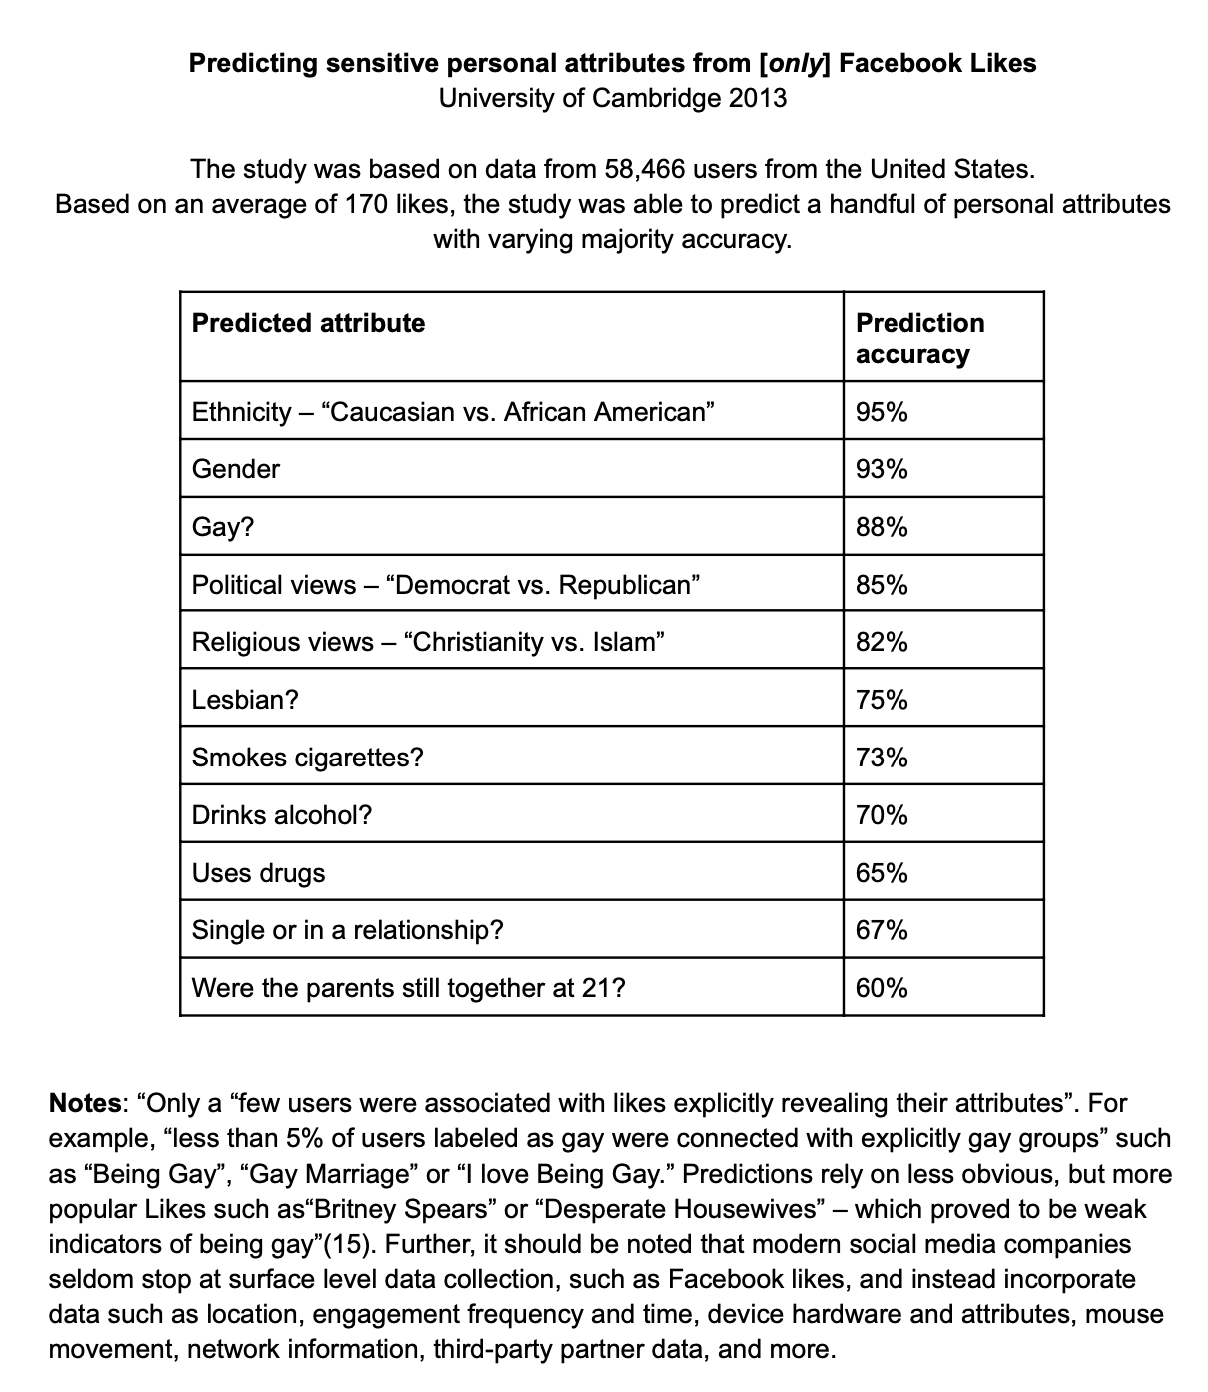 Predicting sensitive personal attributes from [only] Facebook Likes
University of Cambridge 2013
The study was based on data from 58,466 users from the United States.
Based on an average of 170 likes, the study was able to predict a handful of personal attributes
with varying majority accuracy.
Predicted attribute Prediction
accuracy
Ethnicity – “Caucasian vs. African American” 95%
Gender 93%
Gay? 88%
Political views – “Democrat vs. Republican” 85%
Religious views – “Christianity vs. Islam” 82%
Lesbian? 75%
Smokes cigarettes? 73%
Drinks alcohol? 70%
Uses drugs 65%
Single or in a relationship? 67%
Were the parents still together at 21? 60%
Notes: “Only a “few users were associated with likes explicitly revealing their attributes”. For
example, “less than 5% of users labeled as gay were connected with explicitly gay groups” such
as “Being Gay”, “Gay Marriage” or “I love Being Gay.” Predictions rely on less obvious, but more
popular Likes such as“Britney Spears” or “Desperate Housewives” – which proved to be weak
indicators of being gay”(15). Further, it should be noted that modern social media companies
seldom stop at surface level data collection, such as Facebook likes, and instead incorporate
data such as location, engagement frequency and time, device hardware and attributes, mouse
movement, network information, third-party partner data, and more.